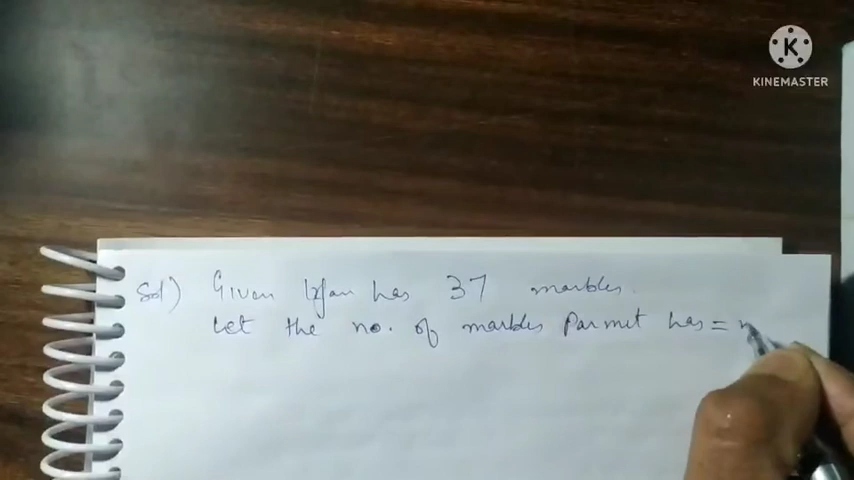 K
KINEMASTER
Sol) Given Irfan has 37 marbles.
Let the no. of marbles Parmit has =